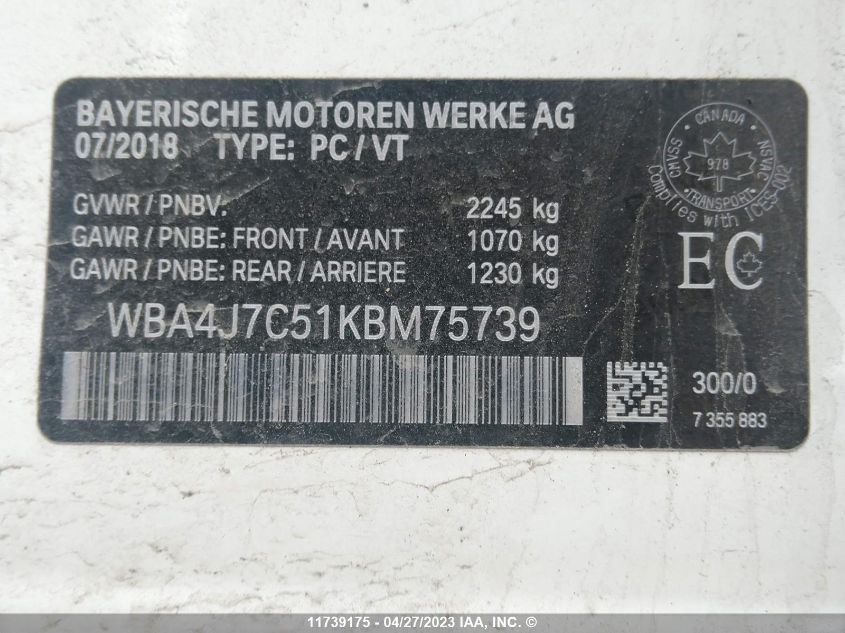 BAYERISCHE MOTOREN WERKE AG
07/2018 TYPE: PC / VT
GVWR / PNBV: 2245 kg
GAWR / PNBE: FRONT / AVANT 1070 kg
GAWR / PNBE: REAR / ARRIERE 1230 kg
WBA4J7C51KBM75739
CANADA
CMVSS 978 NSVAC
TRANSPORT
Complies with ICES-002
EC
300/0
7 355 883
11739175 - 04/27/2023 IAA, INC. ©